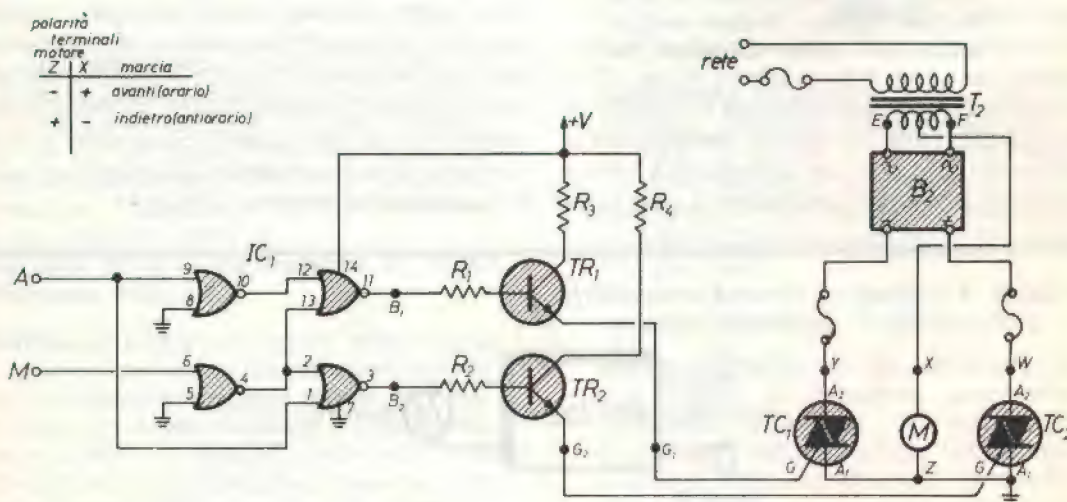 polarità
terminali
motore
Z X marcia
- + avanti (orario)
+ - indietro (antiorario)
rete
T2
E F
+V
B2
~ ~
- +
R3 R4
IC1
A 9 10 12 14 11 R1 TR1
8 13 B1
M 6 4 2 3 R2 TR2
5 1 7 B2
Y X W
A2 A2
TC1 M TC2
G2 G1 G A1 Z G A1